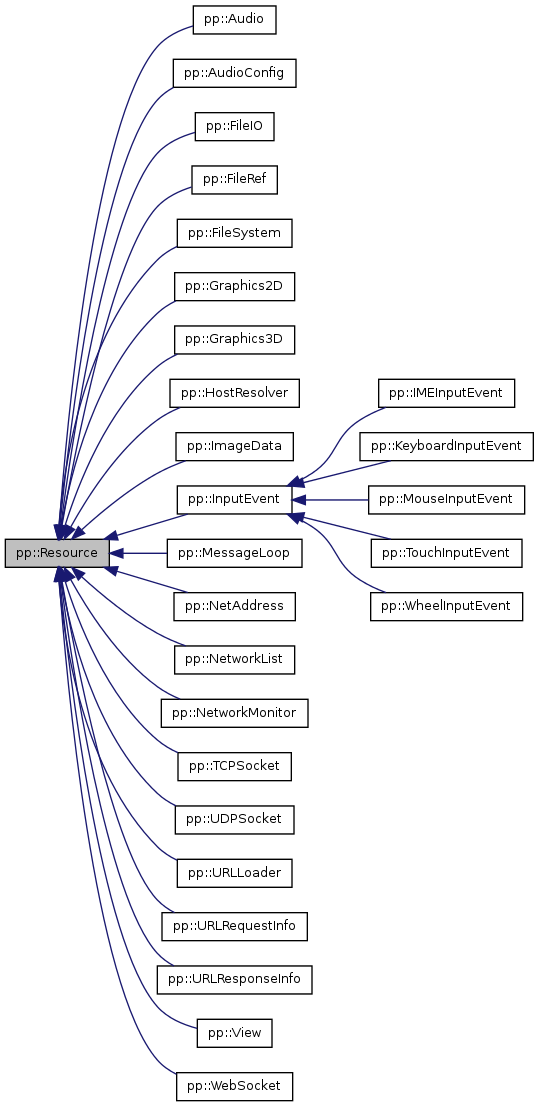 pp::Audio
pp::AudioConfig
pp::FileIO
pp::FileRef
pp::FileSystem
pp::Graphics2D
pp::Graphics3D
pp::HostResolver
pp::IMEInputEvent
pp::ImageData
pp::KeyboardInputEvent
pp::InputEvent
pp::MouseInputEvent
pp::Resource
pp::MessageLoop
pp::TouchInputEvent
pp::NetAddress
pp::WheelInputEvent
pp::NetworkList
pp::NetworkMonitor
pp::TCPSocket
pp::UDPSocket
pp::URLLoader
pp::URLRequestInfo
pp::URLResponseInfo
pp::View
pp::WebSocket